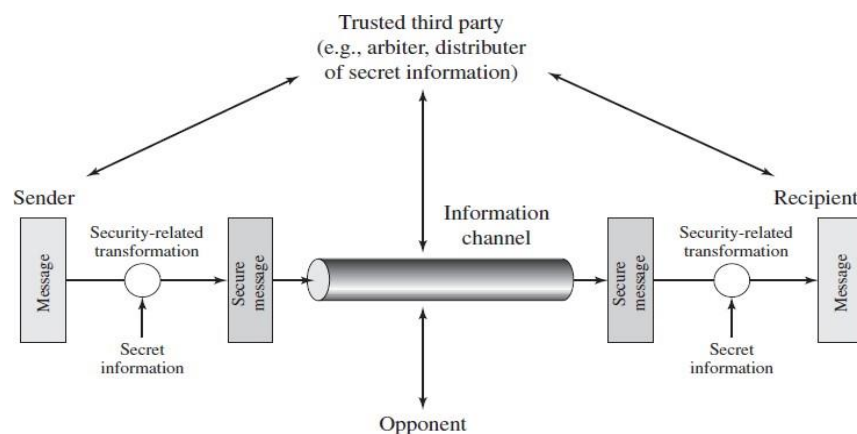 Trusted third party
(e.g., arbiter, distributer
of secret information)
Sender
Recipient
Information
channel
Security-related
transformation
Security-related
transformation
Message
Secure
message
Secure
message
Message
Secret
information
Secret
information
Opponent